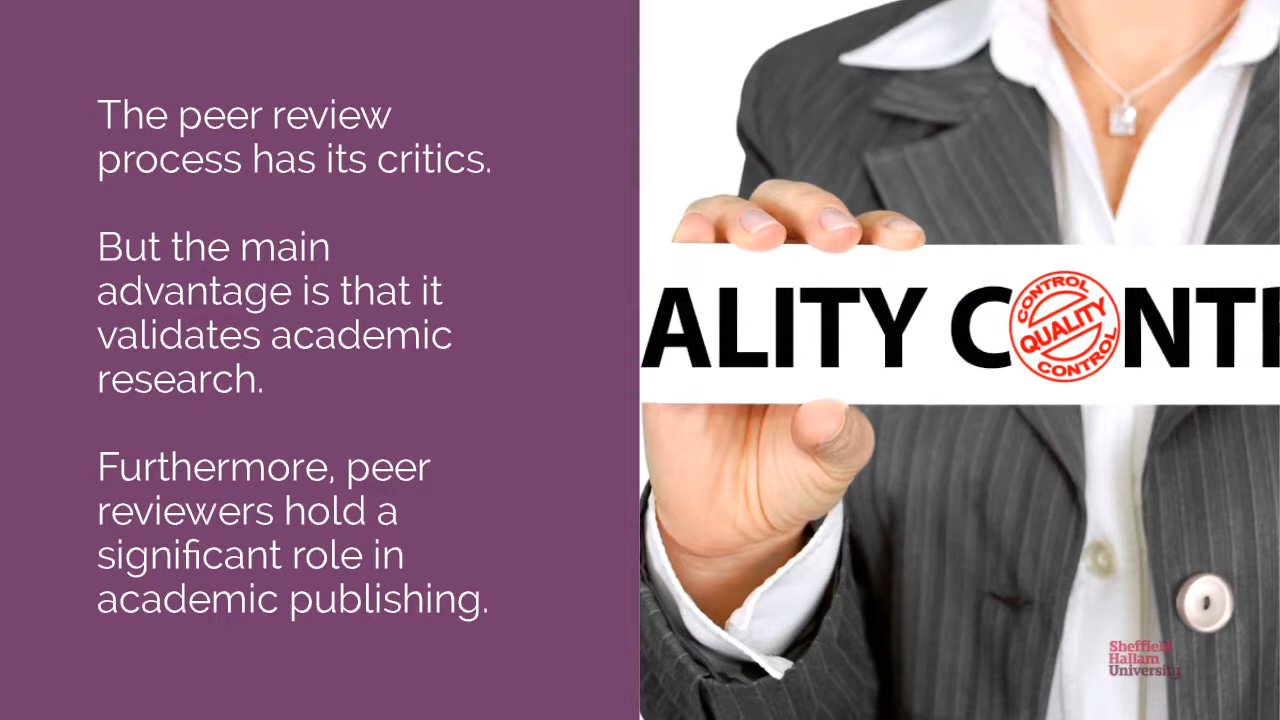 The peer review
process has its critics.
But the main
advantage is that it
validates academic
research.
Furthermore, peer
reviewers hold a
significant role in
academic publishing.
ALITY C NT
CONTROL
QUALITY
CONTROL
Sheffield
Hallam
University